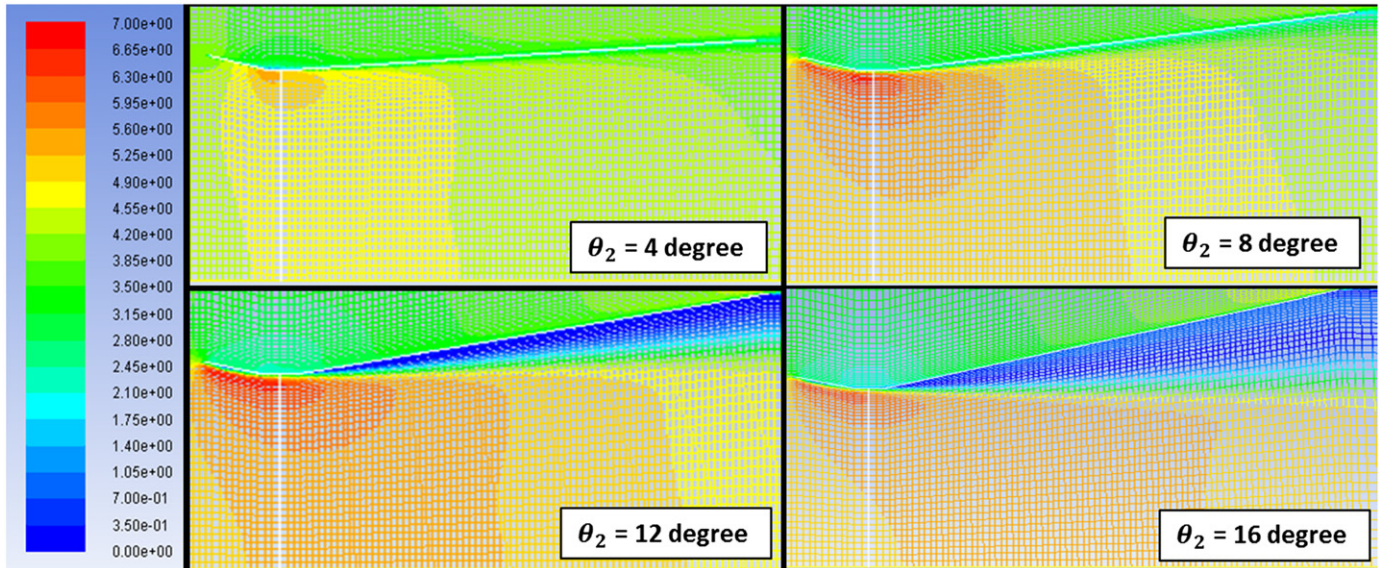 7.00e+00
6.65e+00
6.30e+00
5.95e+00
5.60e+00
5.25e+00
4.90e+00
4.55e+00
4.20e+00
3.85e+00
3.50e+00
3.15e+00
2.80e+00
2.45e+00
2.10e+00
1.75e+00
1.40e+00
1.05e+00
7.00e-01
3.50e-01
0.00e+00
θ₂ = 4 degree
θ₂ = 8 degree
θ₂ = 12 degree
θ₂ = 16 degree